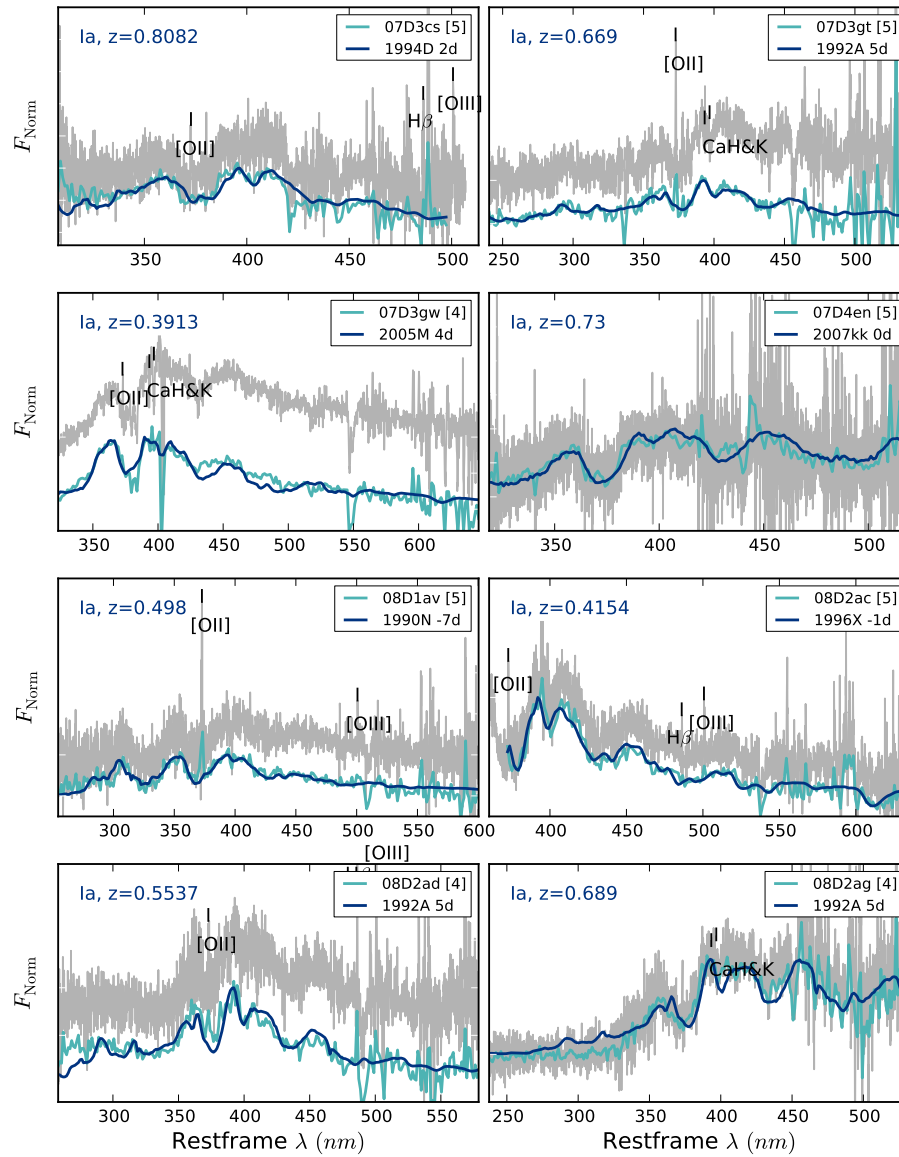 Ia, z=0.8082
07D3cs [5]
1994D 2d
[OII]
Hβ
[OIII]
F_Norm
350 400 450 500
Ia, z=0.669
07D3gt [5]
1992A 5d
[OII]
CaH&K
250 300 350 400 450 500
Ia, z=0.3913
07D3gw [4]
2005M 4d
[OII]
CaH&K
F_Norm
350 400 450 500 550 600
Ia, z=0.73
07D4en [5]
2007kk 0d
350 400 450 500
Ia, z=0.498
08D1av [5]
1990N -7d
[OII]
[OIII]
F_Norm
300 350 400 450 500 550 600
Ia, z=0.4154
08D2ac [5]
1996X -1d
[OII]
Hβ
[OIII]
400 450 500 550 600
[OIII]
Ia, z=0.5537
08D2ad [4]
1992A 5d
[OII]
F_Norm
300 350 400 450 500 550
Restframe λ (nm)
Ia, z=0.689
08D2ag [4]
1992A 5d
CaH&K
250 300 350 400 450 500
Restframe λ (nm)